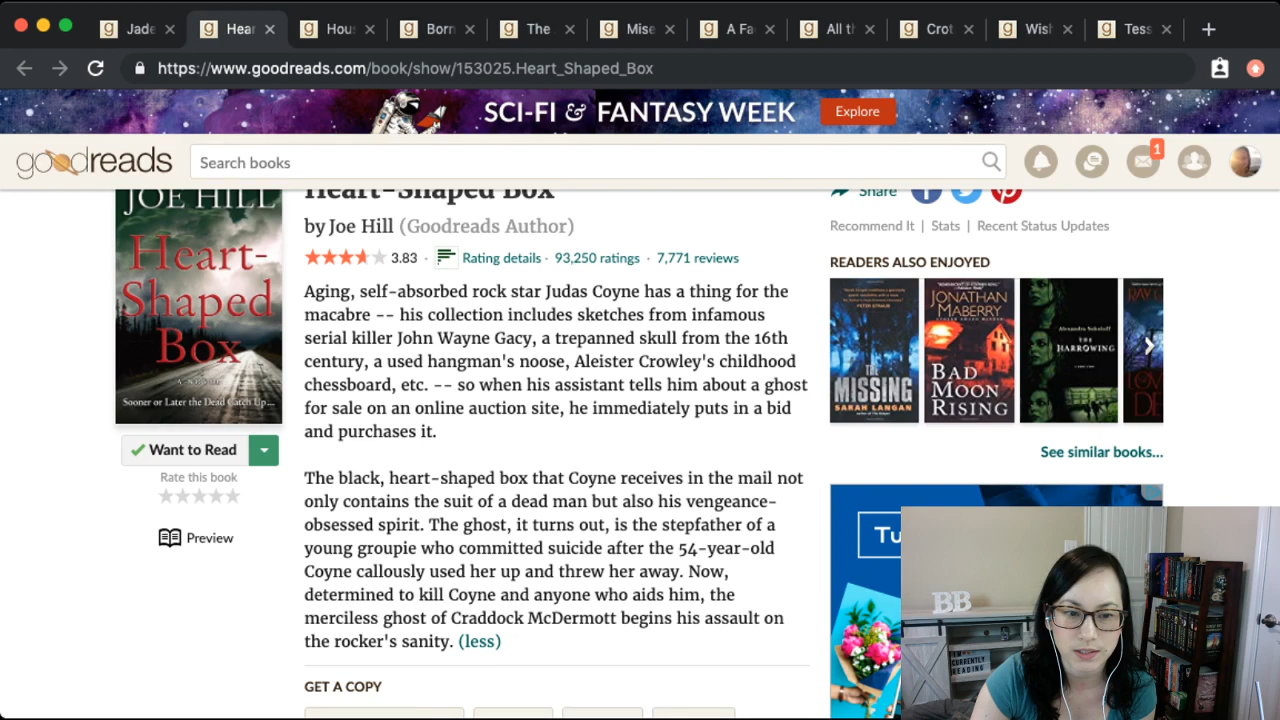 Jade
Hear
Hous
Born
The
Mise
A Fa
All th
Crot
Wish
Tess
https://www.goodreads.com/book/show/153025.Heart_Shaped_Box
SCI-FI & FANTASY WEEK
Explore
goodreads
Search books
1
JOE HILL
Heart-
Shaped
Box
A NOVEL
Sooner or Later the Dead Catch Up...
Want to Read
Rate this book
Preview
Heart-Shaped Box
by Joe Hill (Goodreads Author)
3.83 · Rating details · 93,250 ratings · 7,771 reviews
Aging, self-absorbed rock star Judas Coyne has a thing for the
macabre -- his collection includes sketches from infamous
serial killer John Wayne Gacy, a trepanned skull from the 16th
century, a used hangman's noose, Aleister Crowley's childhood
chessboard, etc. -- so when his assistant tells him about a ghost
for sale on an online auction site, he immediately puts in a bid
and purchases it.
The black, heart-shaped box that Coyne receives in the mail not
only contains the suit of a dead man but also his vengeance-
obsessed spirit. The ghost, it turns out, is the stepfather of a
young groupie who committed suicide after the 54-year-old
Coyne callously used her up and threw her away. Now,
determined to kill Coyne and anyone who aids him, the
merciless ghost of Craddock McDermott begins his assault on
the rocker's sanity. (less)
GET A COPY
Share
Recommend It | Stats | Recent Status Updates
READERS ALSO ENJOYED
PETER STRAUB
THE
MISSING
SARAH LANGAN
JONATHAN
MABERRY
BAD
MOON
RISING
Alexandra Sokoloff
THE
HARROWING
See similar books...
Tu
BB
CURRENTLY
READING